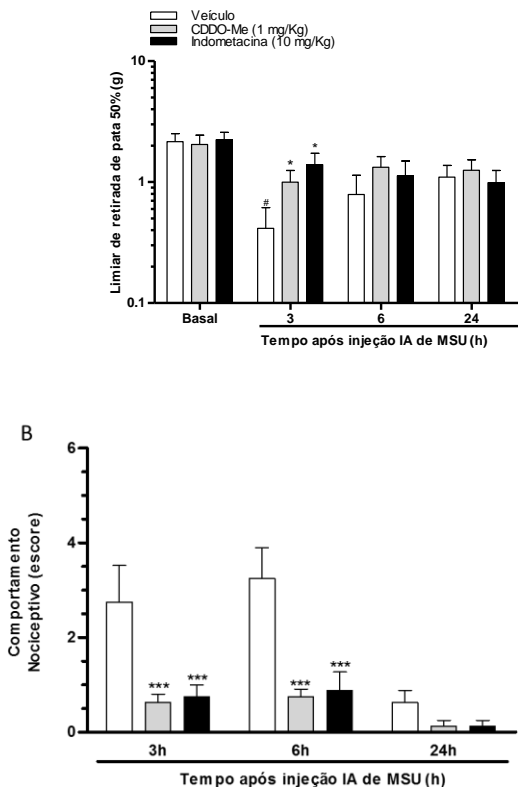 Veículo
CDDO-Me (1 mg/Kg)
Indometacina (10 mg/Kg)
Limiar de retirada de pata 50% (g)
10
1
0.1
#
*
*
Basal
3
6
24
Tempo após injeção IA de MSU (h)
B
Comportamento
Nociceptivo (escore)
6
4
2
0
***
***
***
***
3h
6h
24h
Tempo após injeção IA de MSU (h)